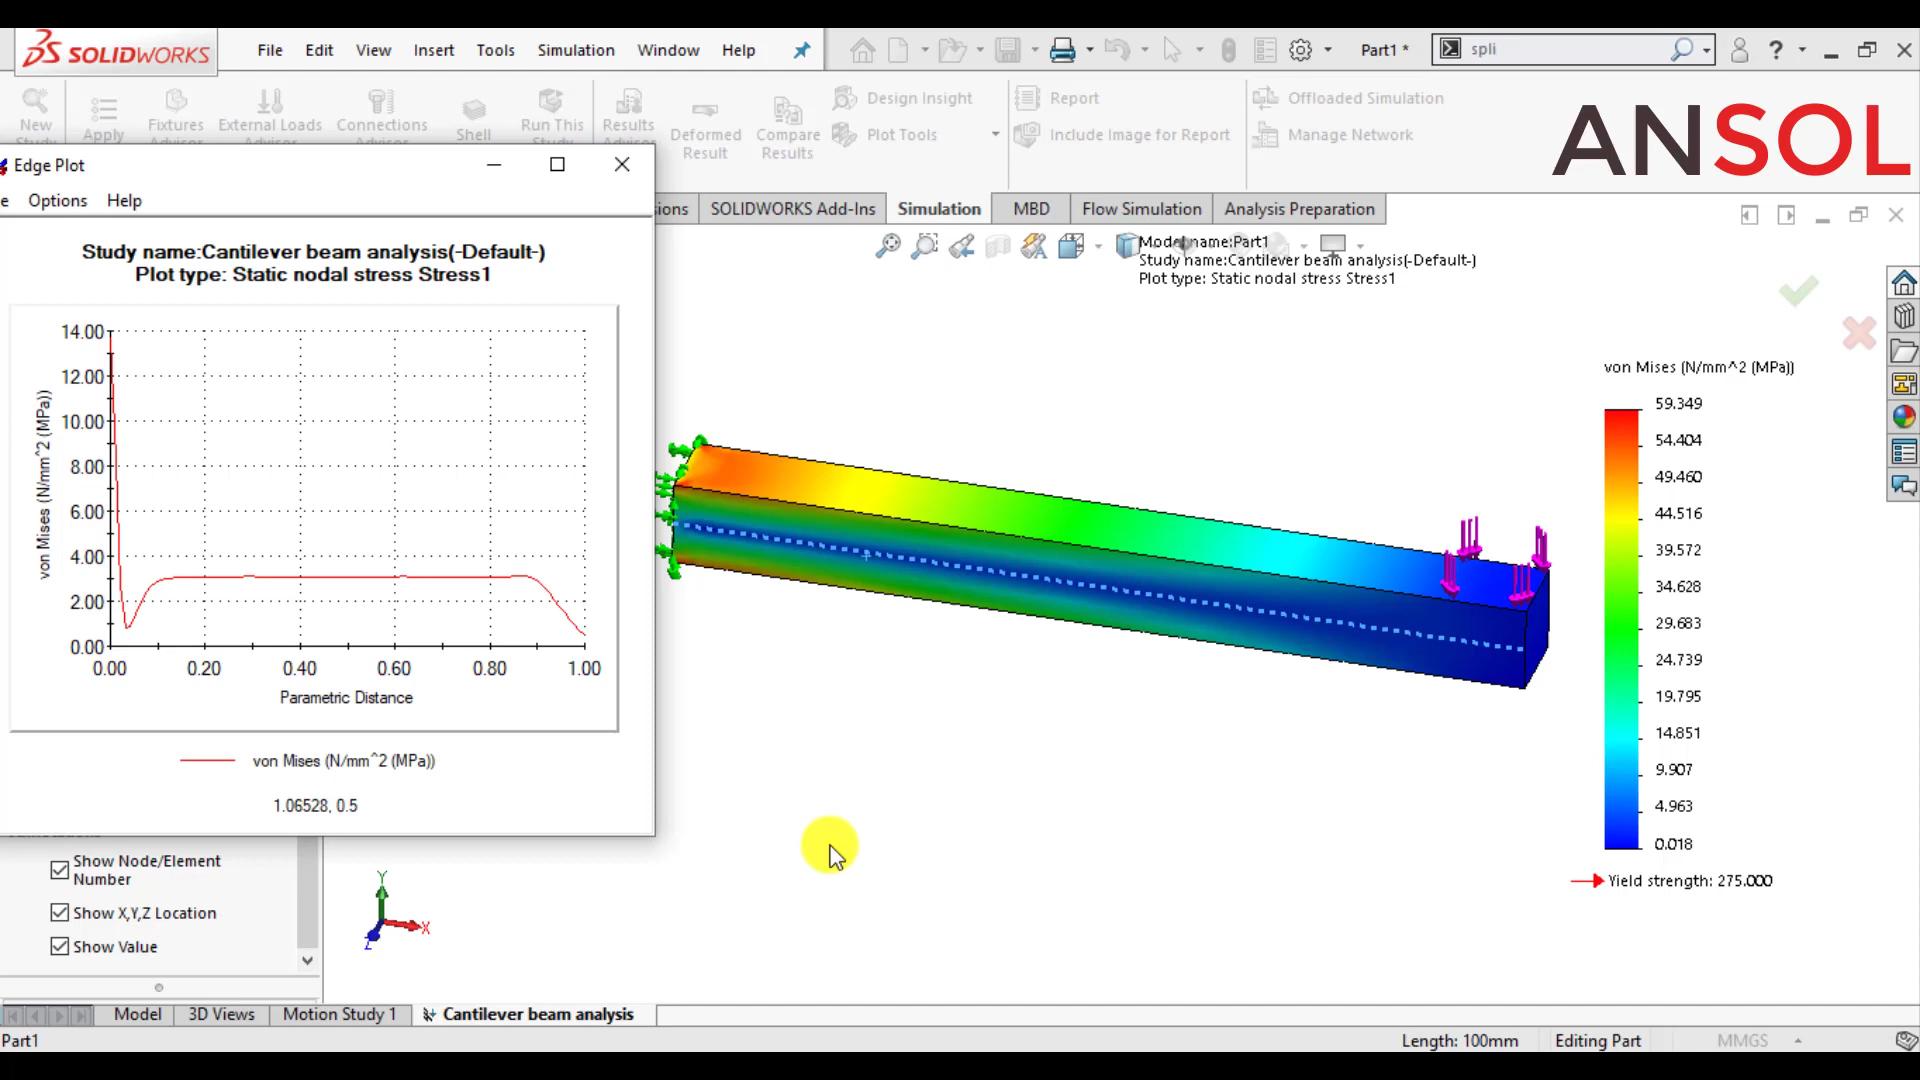 SOLIDWORKS
File Edit View Insert Tools Simulation Window Help
Part1 *
spli
New
Study
Apply
Fixtures
Advisor
External Loads
Advisor
Connections
Advisor
Shell
Run This
Study
Results
Advisor
Deformed
Result
Compare
Results
Design Insight
Plot Tools
Report
Include Image for Report
Offloaded Simulation
Manage Network
ANSOL
Edge Plot
e Options Help
sions SOLIDWORKS Add-Ins Simulation MBD Flow Simulation Analysis Preparation
Study name:Cantilever beam analysis(-Default-)
Plot type: Static nodal stress Stress1
14.00
12.00
10.00
8.00
6.00
4.00
2.00
0.00
von Mises (N/mm^2 (MPa))
0.00 0.20 0.40 0.60 0.80 1.00
Parametric Distance
von Mises (N/mm^2 (MPa))
1.06528, 0.5
Model name:Part1
Study name:Cantilever beam analysis(-Default-)
Plot type: Static nodal stress Stress1
von Mises (N/mm^2 (MPa))
59.349
54.404
49.460
44.516
39.572
34.628
29.683
24.739
19.795
14.851
9.907
4.963
0.018
Yield strength: 275.000
Show Node/Element
Number
Show X,Y,Z Location
Show Value
Y
X
Z
Model 3D Views Motion Study 1 Cantilever beam analysis
Part1
Length: 100mm Editing Part MMGS